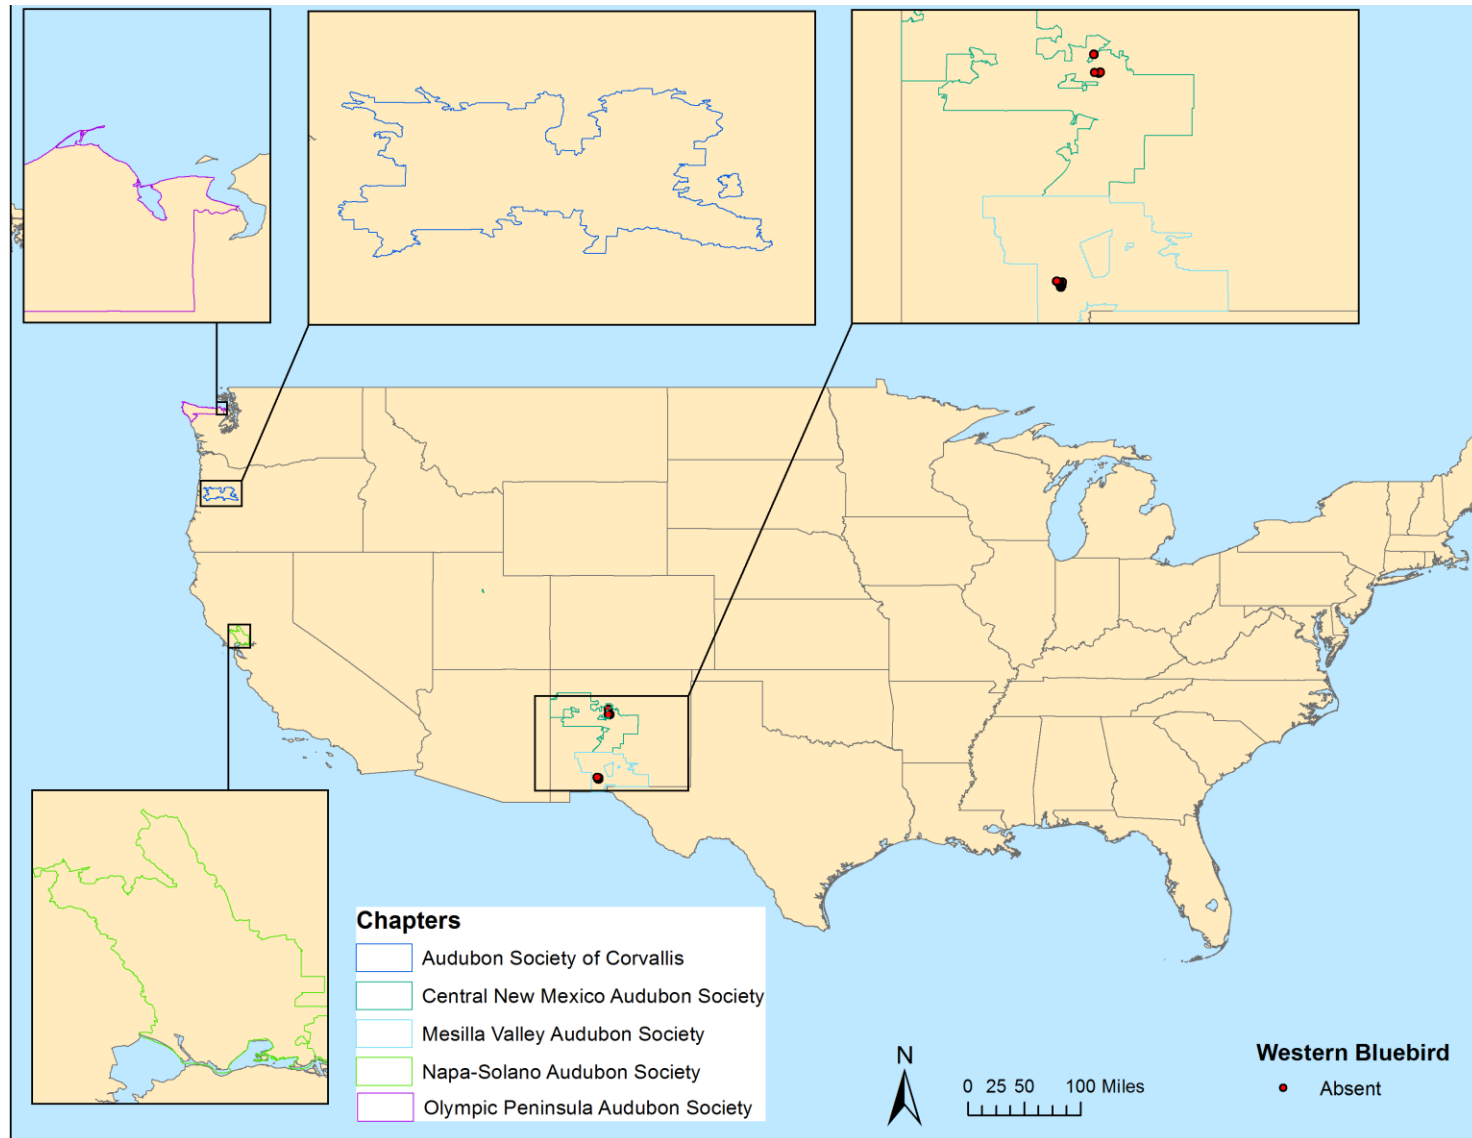 Chapters
Audubon Society of Corvallis
Central New Mexico Audubon Society
Mesilla Valley Audubon Society
Napa-Solano Audubon Society
Olympic Peninsula Audubon Society
N
0 25 50 100 Miles
Western Bluebird
Absent